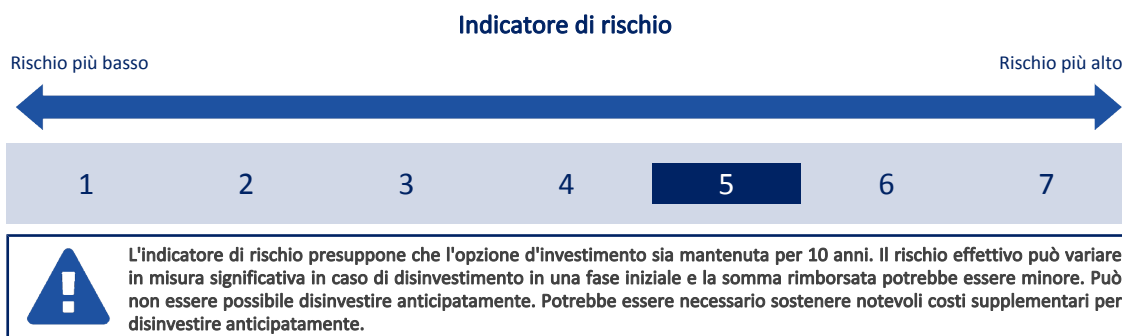 Indicatore di rischio
Rischio più basso
Rischio più alto
1 2 3 4 5 6 7
L'indicatore di rischio presuppone che l'opzione d'investimento sia mantenuta per 10 anni. Il rischio effettivo può variare
in misura significativa in caso di disinvestimento in una fase iniziale e la somma rimborsata potrebbe essere minore. Può
non essere possibile disinvestire anticipatamente. Potrebbe essere necessario sostenere notevoli costi supplementari per
disinvestire anticipatamente.